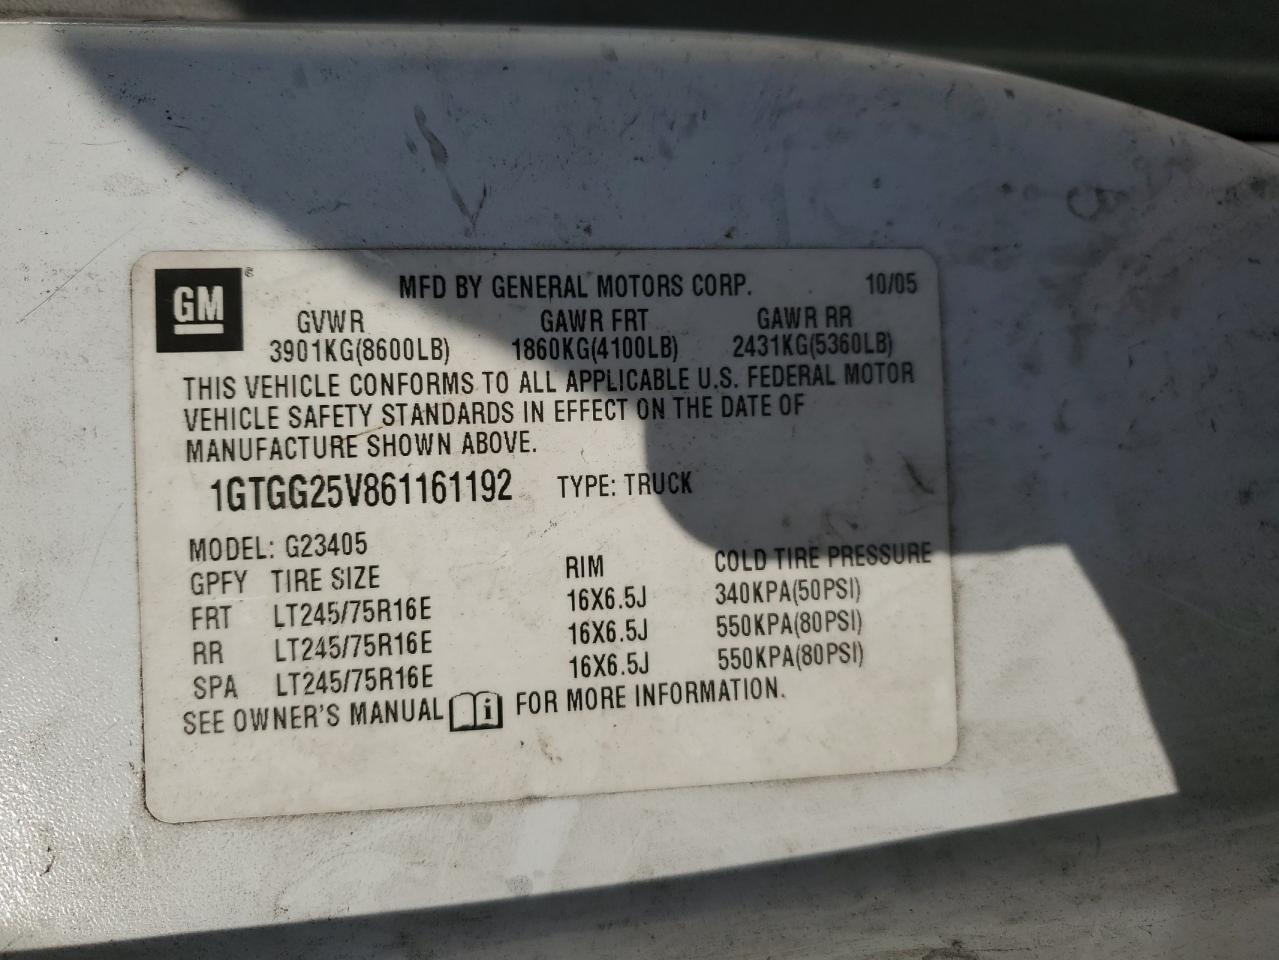 GM ®
MFD BY GENERAL MOTORS CORP. 10/05
GVWR GAWR FRT GAWR RR
3901KG(8600LB) 1860KG(4100LB) 2431KG(5360LB)
THIS VEHICLE CONFORMS TO ALL APPLICABLE U.S. FEDERAL MOTOR
VEHICLE SAFETY STANDARDS IN EFFECT ON THE DATE OF
MANUFACTURE SHOWN ABOVE.
1GTGG25V861161192 TYPE: TRUCK
MODEL: G23405
GPFY TIRE SIZE RIM COLD TIRE PRESSURE
FRT LT245/75R16E 16X6.5J 340KPA(50PSI)
RR LT245/75R16E 16X6.5J 550KPA(80PSI)
SPA LT245/75R16E 16X6.5J 550KPA(80PSI)
SEE OWNER'S MANUAL i FOR MORE INFORMATION.